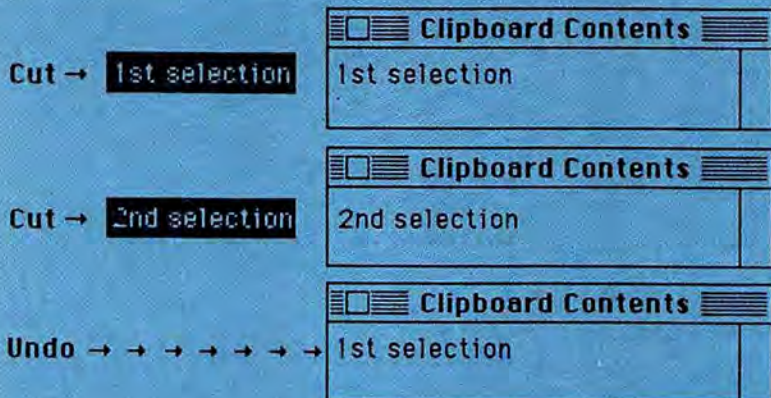 Clipboard Contents
Cut → 1st selection 1st selection
Clipboard Contents
Cut → 2nd selection 2nd selection
Clipboard Contents
Undo → → → → → → → 1st selection